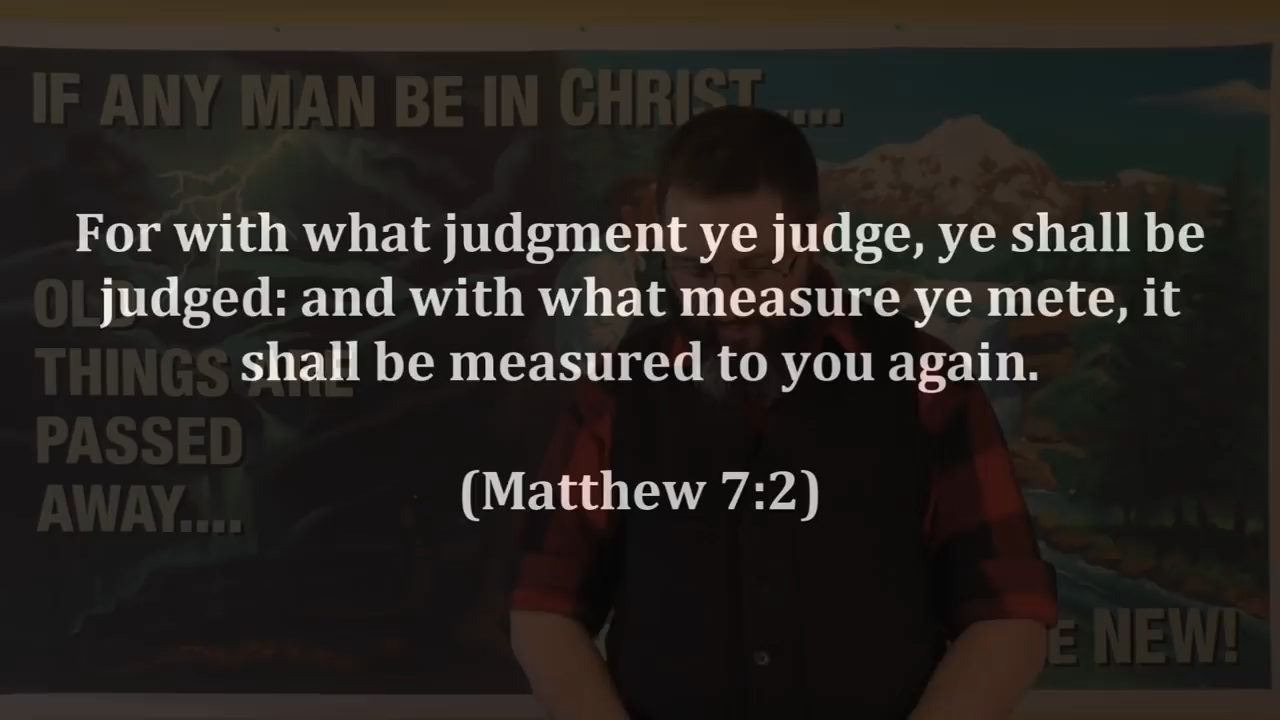 IF ANY MAN BE IN CHRIST....
For with what judgment ye judge, ye shall be
judged: and with what measure ye mete, it
shall be measured to you again.
(Matthew 7:2)
OLD
THINGS ARE
PASSED
AWAY....
NEW!